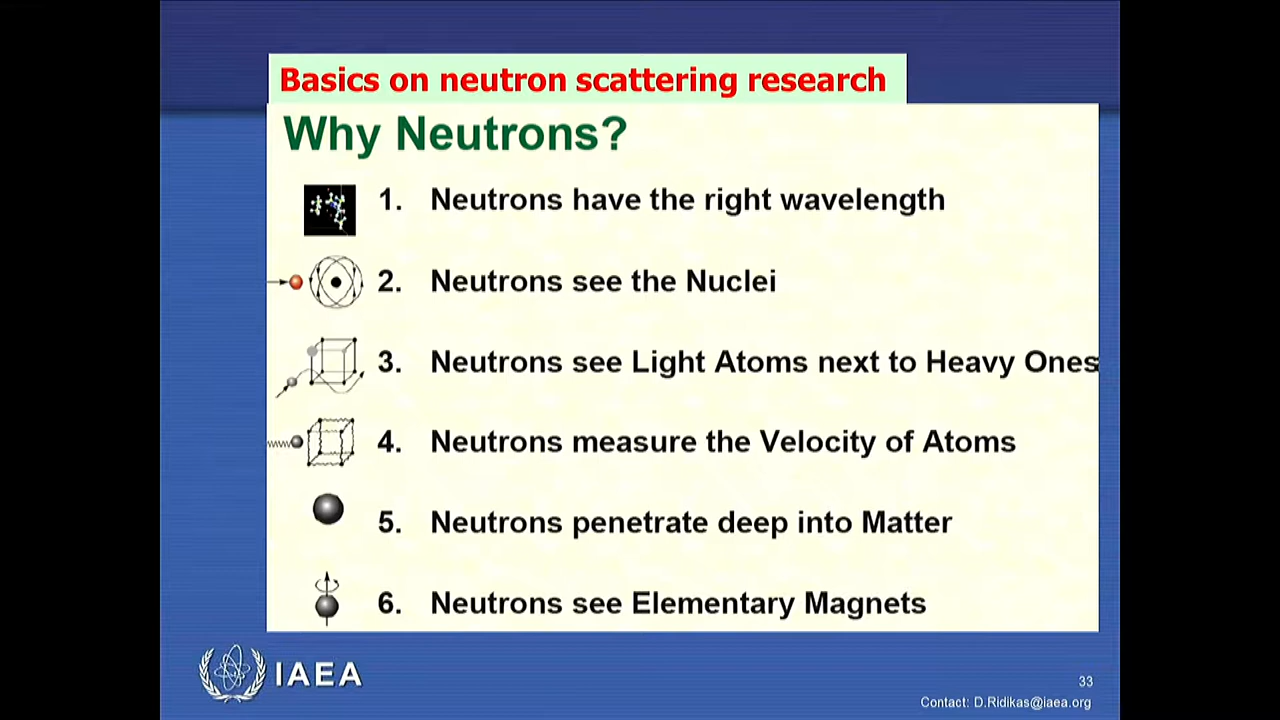 Basics on neutron scattering research
Why Neutrons?
1. Neutrons have the right wavelength
2. Neutrons see the Nuclei
3. Neutrons see Light Atoms next to Heavy Ones
4. Neutrons measure the Velocity of Atoms
5. Neutrons penetrate deep into Matter
6. Neutrons see Elementary Magnets
IAEA
33
Contact: D.Ridikas@iaea.org